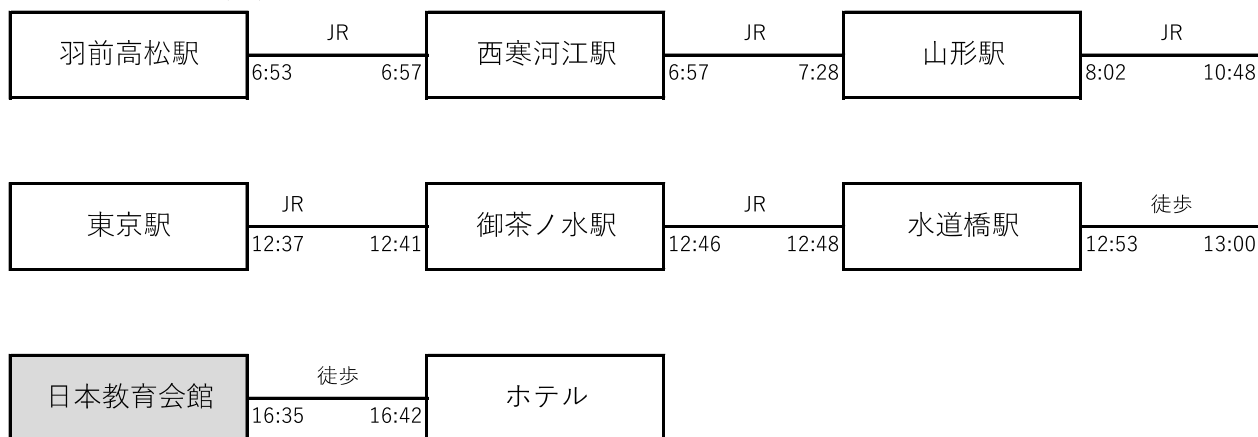 JR JR JR
羽前高松駅 西寒河江駅 山形駅
6:53 6:57 6:57 7:28 8:02 10:48
JR JR 徒歩
東京駅 御茶ノ水駅 水道橋駅
12:37 12:41 12:46 12:48 12:53 13:00
徒歩
日本教育会館 ホテル
16:35 16:42